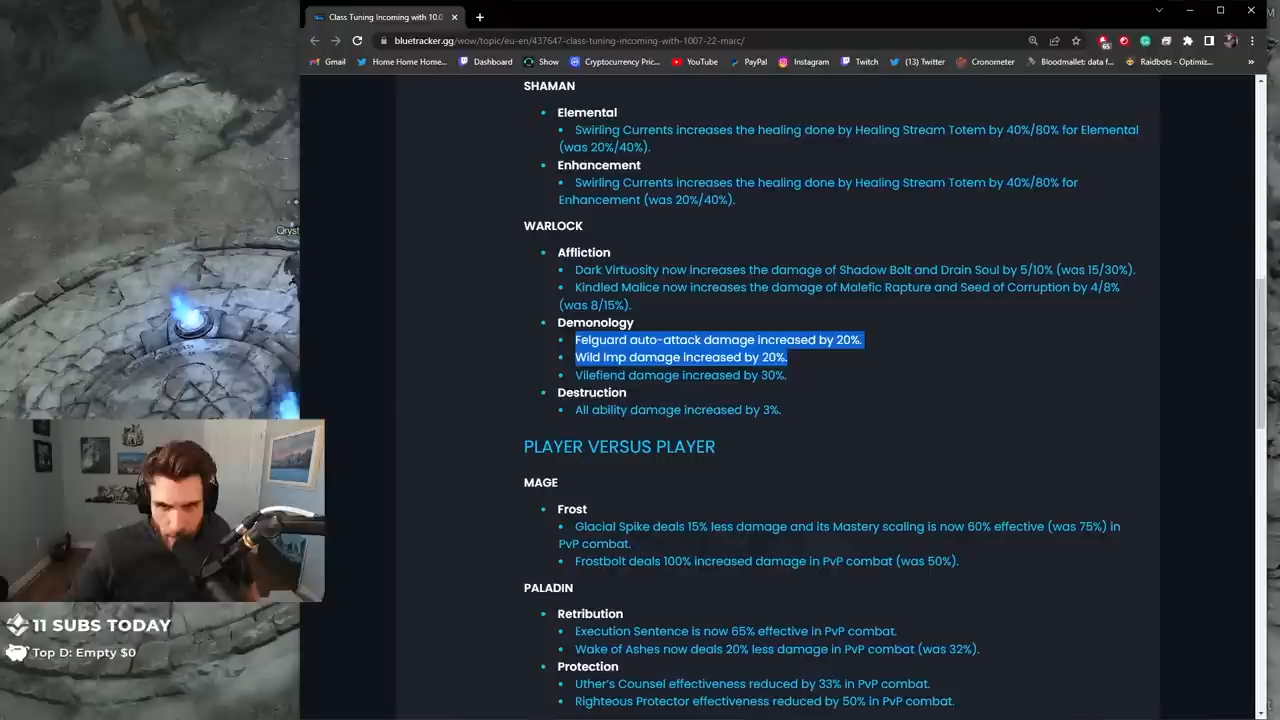 Class Tuning Incoming with 10.0
bluetracker.gg/wow/topic/eu-en/437647-class-tuning-incoming-with-1007-22-marc/
Gmail
Home Home Home...
Dashboard
Show
Cryptocurrency Pric...
YouTube
PayPal
Instagram
Twitch
(13) Twitter
Cronometer
Bloodmallet: data f...
Raidbots - Optimiz...
SHAMAN
Elemental
Swirling Currents increases the healing done by Healing Stream Totem by 40%/80% for Elemental
(was 20%/40%).
Enhancement
Swirling Currents increases the healing done by Healing Stream Totem by 40%/80% for
Enhancement (was 20%/40%).
WARLOCK
Affliction
Dark Virtuosity now increases the damage of Shadow Bolt and Drain Soul by 5/10% (was 15/30%).
Kindled Malice now increases the damage of Malefic Rapture and Seed of Corruption by 4/8%
(was 8/15%).
Demonology
Felguard auto-attack damage increased by 20%.
Wild Imp damage increased by 20%.
Vilefiend damage increased by 30%.
Destruction
All ability damage increased by 3%.
PLAYER VERSUS PLAYER
MAGE
Frost
Glacial Spike deals 15% less damage and its Mastery scaling is now 60% effective (was 75%) in
PvP combat.
Frostbolt deals 100% increased damage in PvP combat (was 50%).
PALADIN
Retribution
Execution Sentence is now 65% effective in PvP combat.
Wake of Ashes now deals 20% less damage in PvP combat (was 32%).
Protection
Uther's Counsel effectiveness reduced by 33% in PvP combat.
Righteous Protector effectiveness reduced by 50% in PvP combat.
Qryst
11 SUBS TODAY
Top D: Empty $0